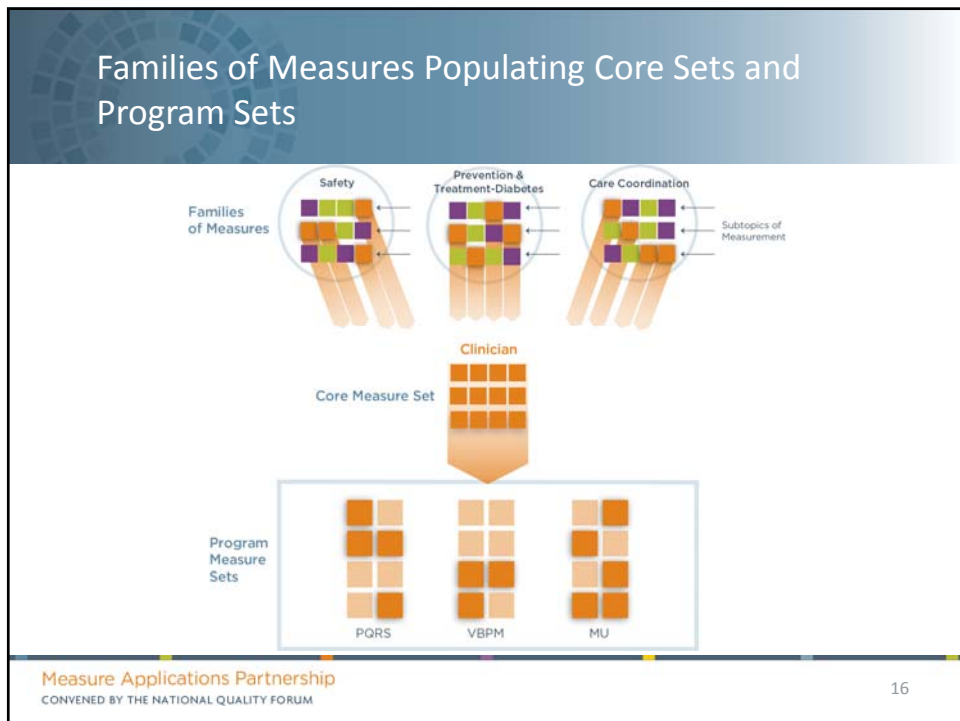 Families of Measures Populating Core Sets and
Program Sets
Safety
Prevention &
Treatment-Diabetes
Care Coordination
Families
of Measures
Subtopics of
Measurement
Clinician
Core Measure Set
Program
Measure
Sets
PQRS
VBPM
MU
Measure Applications Partnership
CONVENED BY THE NATIONAL QUALITY FORUM
16